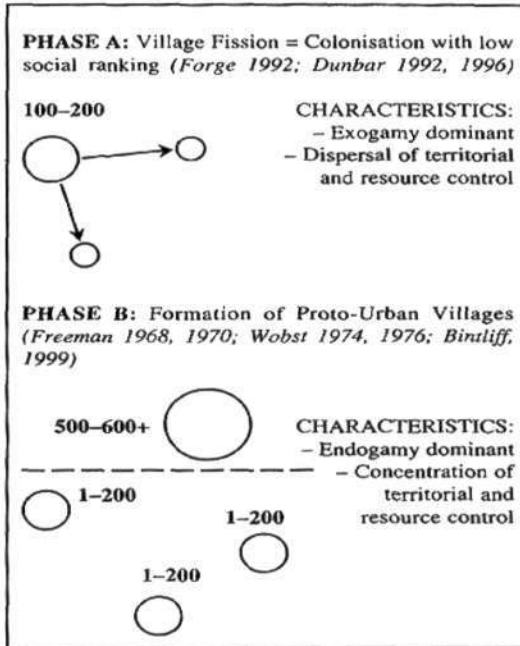 PHASE A: Village Fission = Colonisation with low
social ranking (Forge 1992; Dunbar 1992, 1996)
100–200
CHARACTERISTICS:
– Exogamy dominant
– Dispersal of territorial
and resource control
PHASE B: Formation of Proto-Urban Villages
(Freeman 1968, 1970; Wobst 1974, 1976; Bintliff,
1999)
500–600+
CHARACTERISTICS:
– Endogamy dominant
– Concentration of
territorial and
resource control
1–200
1–200
1–200